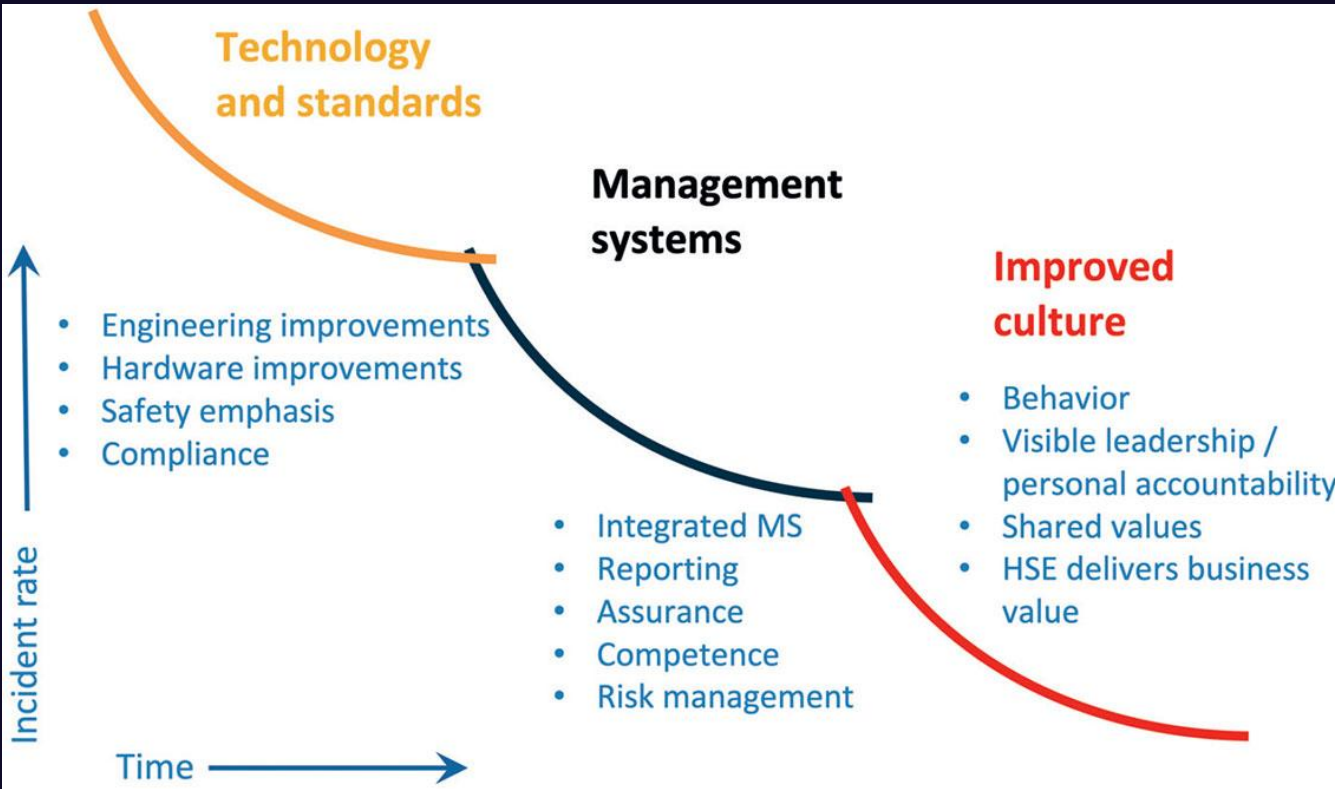 Technology
and standards
Management
systems
Improved
culture
• Engineering improvements
• Hardware improvements
• Safety emphasis
• Compliance
• Integrated MS
• Reporting
• Assurance
• Competence
• Risk management
• Behavior
• Visible leadership /
personal accountability
• Shared values
• HSE delivers business
value
Incident rate
Time